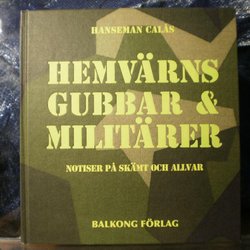 HANSEMAN CALÅS
HEMVÄRNS
GUBBAR &
MILITÄRER
NOTISER PÅ SKÄMT OCH ALLVAR
BALKONG FÖRLAG